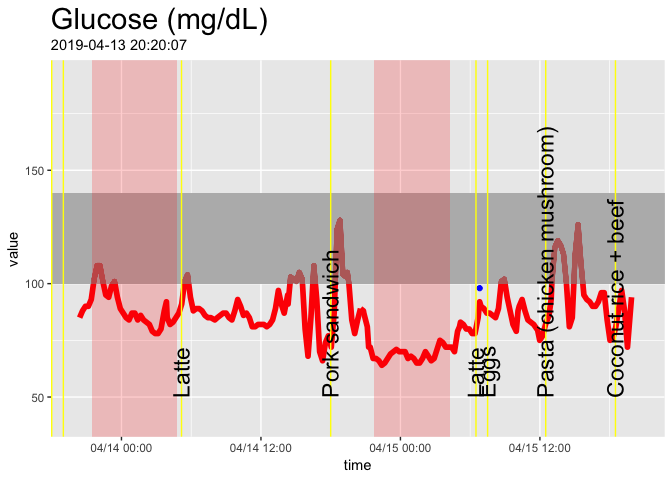 Glucose (mg/dL)
2019-04-13 20:20:07
value
150
100
50
Latte
Pork sandwich
Latte
Eggs
Pasta (chicken mushroom)
Coconut rice + beef
04/14 00:00
04/14 12:00
04/15 00:00
04/15 12:00
time